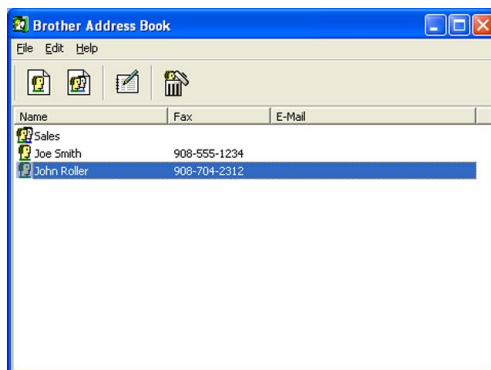 Brother Address Book
File Edit Help
Name Fax E-Mail
Sales
Joe Smith 908-555-1234
John Roller 908-704-2312